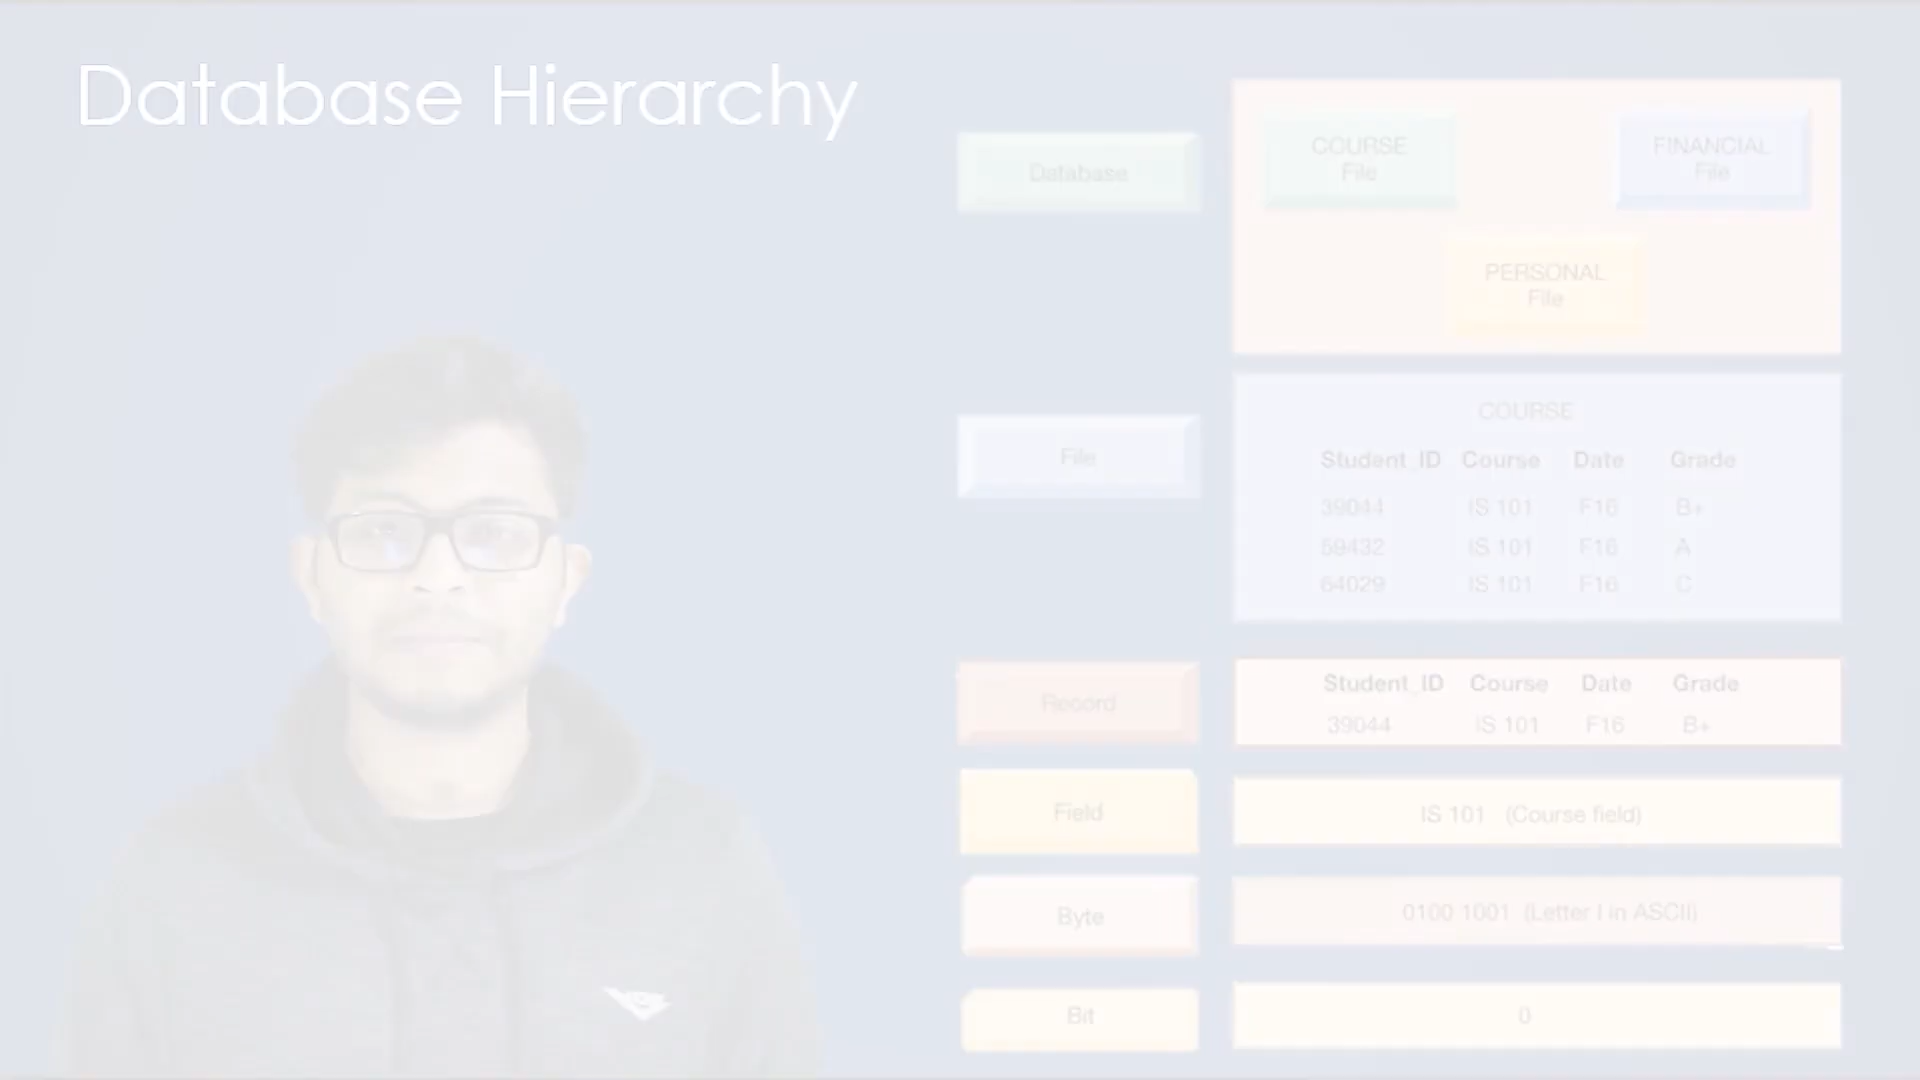 Database Hierarchy
Database
COURSE
File
FINANCIAL
File
PERSONAL
File
File
COURSE
Student_ID Course Date Grade
39044 IS 101 F16 B+
59432 IS 101 F16 A
64029 IS 101 F16 C
Record
Student_ID Course Date Grade
39044 IS 101 F16 B+
Field
IS 101 (Course field)
Byte
0100 1001 (Letter I in ASCII)
Bit
0